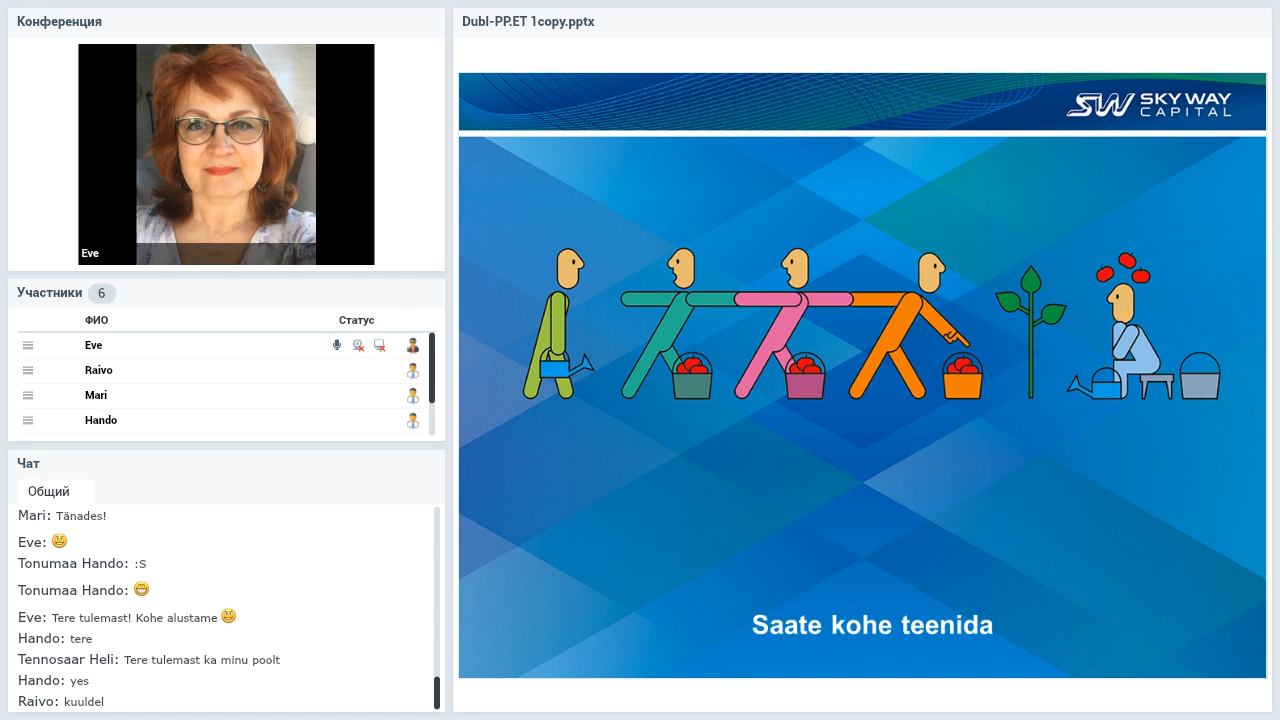 Конференция
Eve
Участники 6
ФИО Статус
Eve
Raivo
Mari
Hando
Чат
Общий
Mari: Tänades!
Eve:
Tonumaa Hando: :S
Tonumaa Hando:
Eve: Tere tulemast! Kohe alustame
Hando: tere
Tennosaar Heli: Tere tulemast ka minu poolt
Hando: yes
Raivo: kuuldel
Dubl-PP.ET 1copy.pptx
SW SKY WAY
CAPITAL
Saate kohe teenida